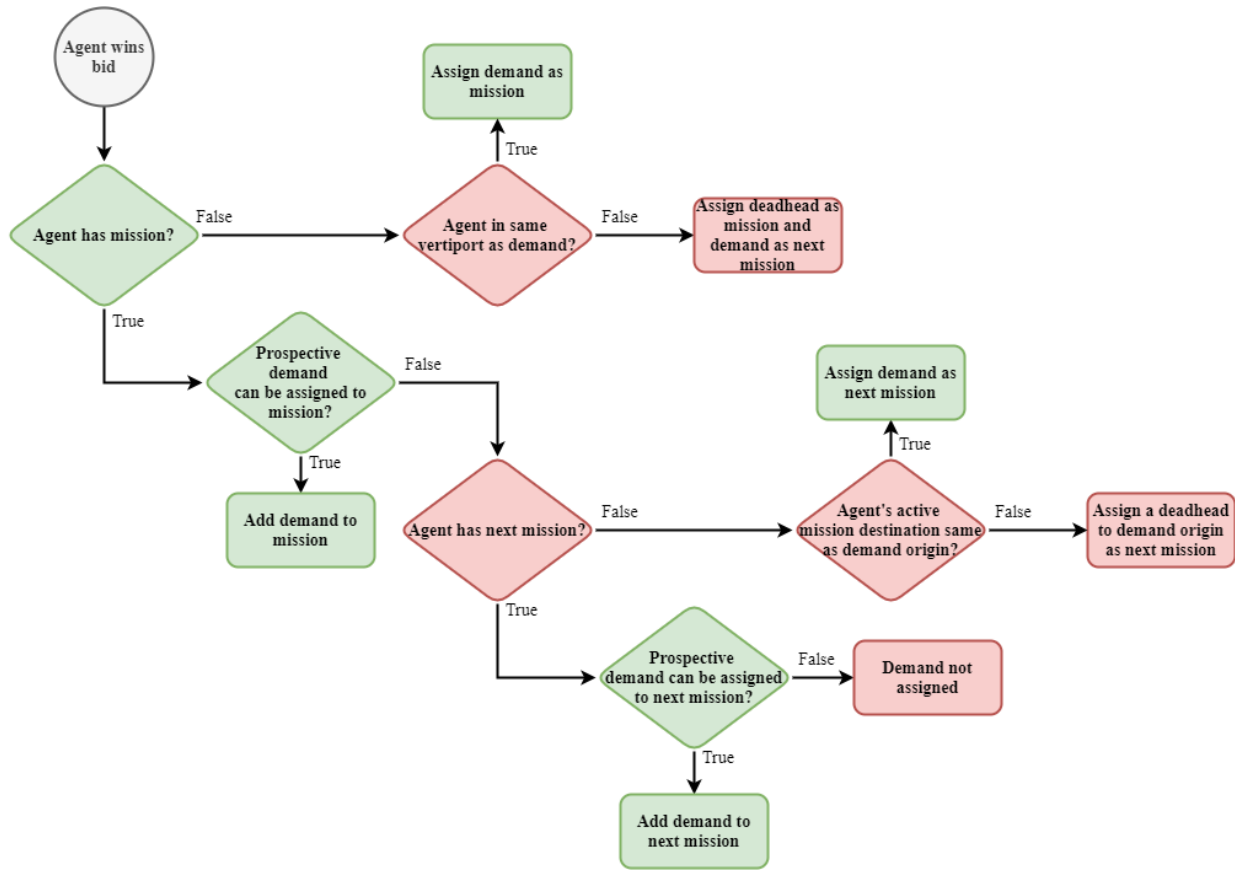 Agent wins
bid
Agent has mission?
False
True
Assign demand as
mission
True
Agent in same
vertiport as demand?
False
Assign deadhead as
mission and
demand as next
mission
Prospective
demand
can be assigned to
mission?
False
True
Add demand to
mission
Agent has next mission?
False
True
Assign demand as
next mission
True
Agent's active
mission destination same
as demand origin?
False
Assign a deadhead
to demand origin
as next mission
Prospective
demand can be assigned
to next mission?
False
True
Demand not
assigned
Add demand to
next mission